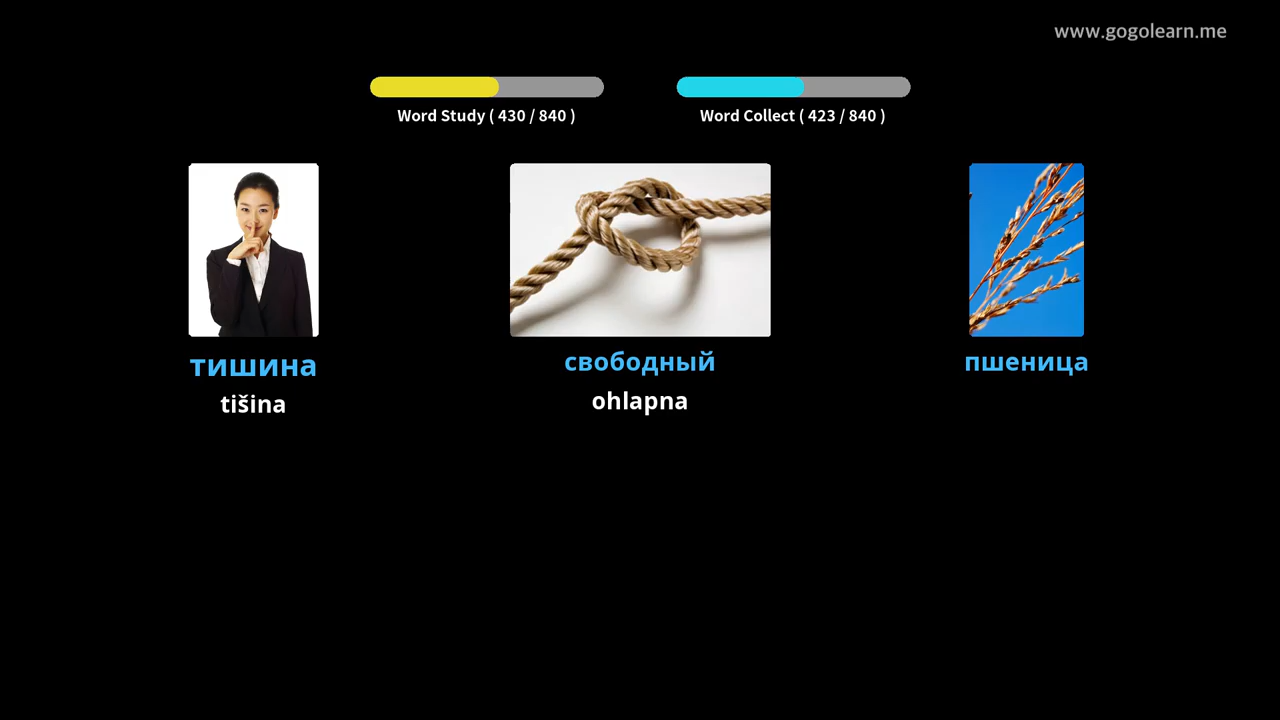 www.gogolearn.me
Word Study ( 430 / 840 )
Word Collect ( 423 / 840 )
тишина
tišina
свободный
ohlapna
пшеница